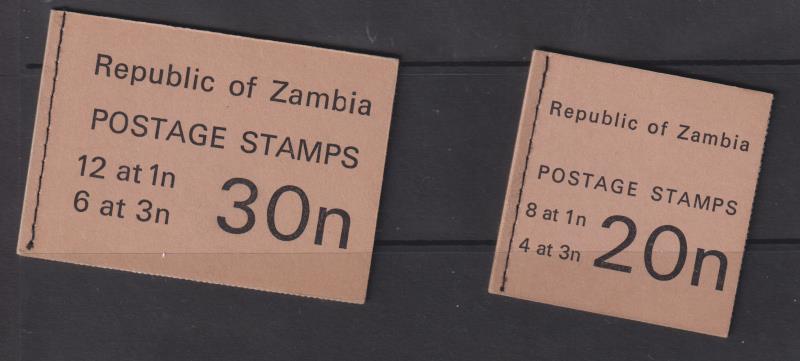 Republic of Zambia
POSTAGE STAMPS
12 at 1n
6 at 3n
30n
Republic of Zambia
POSTAGE STAMPS
8 at 1n
4 at 3n
20n